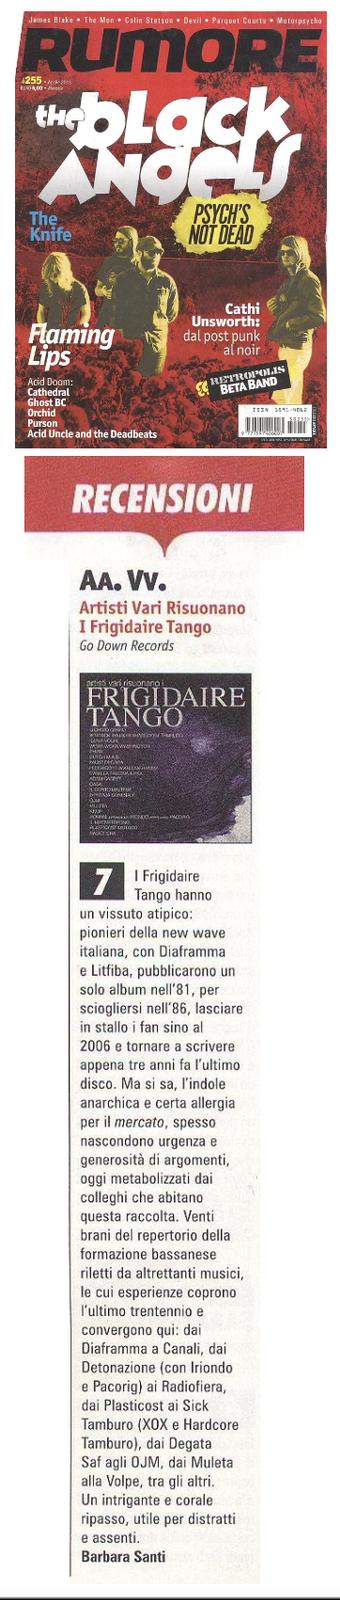 James Blake • The Men • Colin Stetson • Devil • Parquet Courts • Motorpsycho
RUMORE
#255 • Aprile 2013
the black
ANGELS
PSYCH'S
NOT DEAD
The
Knife
Cathi
Unsworth:
dal post punk
al noir
Flaming
Lips
RETROPOLIS
BETA BAND
Acid Doom:
Cathedral
Ghost BC
Orchid
Purson
Acid Uncle and the Deadbeats
RECENSIONI
AA. VV.
Artisti Vari Risuonano
I Frigidaire Tango
Go Down Records
artisti vari risuonano i
FRIGIDAIRE
TANGO
7
I Frigidaire
Tango hanno
un vissuto atipico:
pionieri della new wave
italiana, con Diaframma
e Litfiba, pubblicarono un
solo album nell'81, per
sciogliersi nell'86, lasciare
in stallo i fan sino al
2006 e tornare a scrivere
appena tre anni fa l'ultimo
disco. Ma si sa, l'indole
anarchica e certa allergia
per il mercato, spesso
nascondono urgenza e
generosità di argomenti,
oggi metabolizzati dai
colleghi che abitano
questa raccolta. Venti
brani del repertorio della
formazione bassanese
riletti da altrettanti musici,
le cui esperienze coprono
l'ultimo trentennio e
convergono qui: dai
Diaframma a Canali, dai
Detonazione (con Iriondo
e Pacorig) ai Radiofiera,
dai Plasticost ai Sick
Tamburo (XOX e Hardcore
Tamburo), dai Degata
Saf agli OJM, dai Muleta
alla Volpe, tra gli altri.
Un intrigante e corale
ripasso, utile per distratti
e assenti.
Barbara Santi